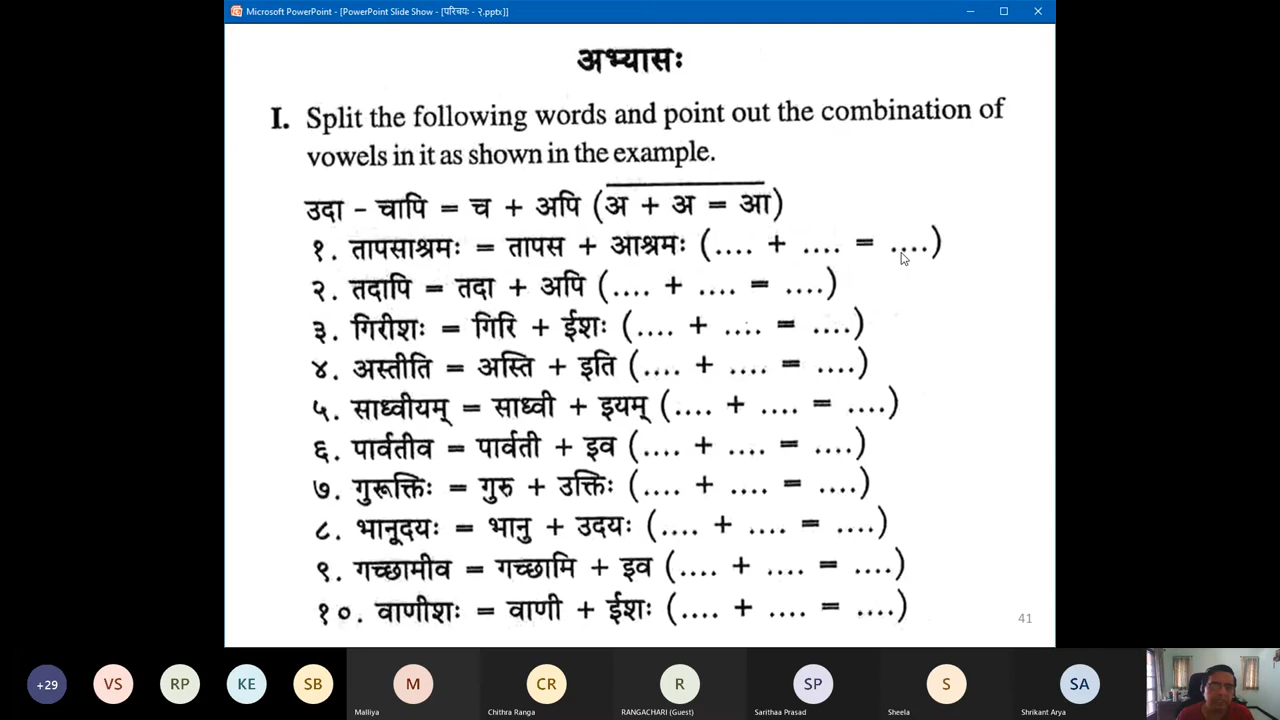 Microsoft PowerPoint - [PowerPoint Slide Show - [परिचयः - २.pptx]]
अभ्यासः
I. Split the following words and point out the combination of
vowels in it as shown in the example.
उदा - चापि = च + अपि (अ + अ = आ)
१. तापसाश्रमः = तापस + आश्रमः (.... + .... = ....)
२. तदापि = तदा + अपि (.... + .... = ....)
३. गिरीशः = गिरि + ईशः (.... + .... = ....)
४. अस्तीति = अस्ति + इति (.... + .... = ....)
५. साध्वीयम् = साध्वी + इयम् (.... + .... = ....)
६. पार्वतीव = पार्वती + इव (.... + .... = ....)
७. गुरूक्तिः = गुरु + उक्तिः (.... + .... = ....)
८. भानूदयः = भानु + उदयः (.... + .... = ....)
९. गच्छामीव = गच्छामि + इव (.... + .... = ....)
१०. वाणीशः = वाणी + ईशः (.... + .... = ....)
41
+29 VS RP KE SB M CR R SP S SA
Malliya Chithra Ranga RANGACHARI (Guest) Sarithaa Prasad Sheela Shrikant Arya